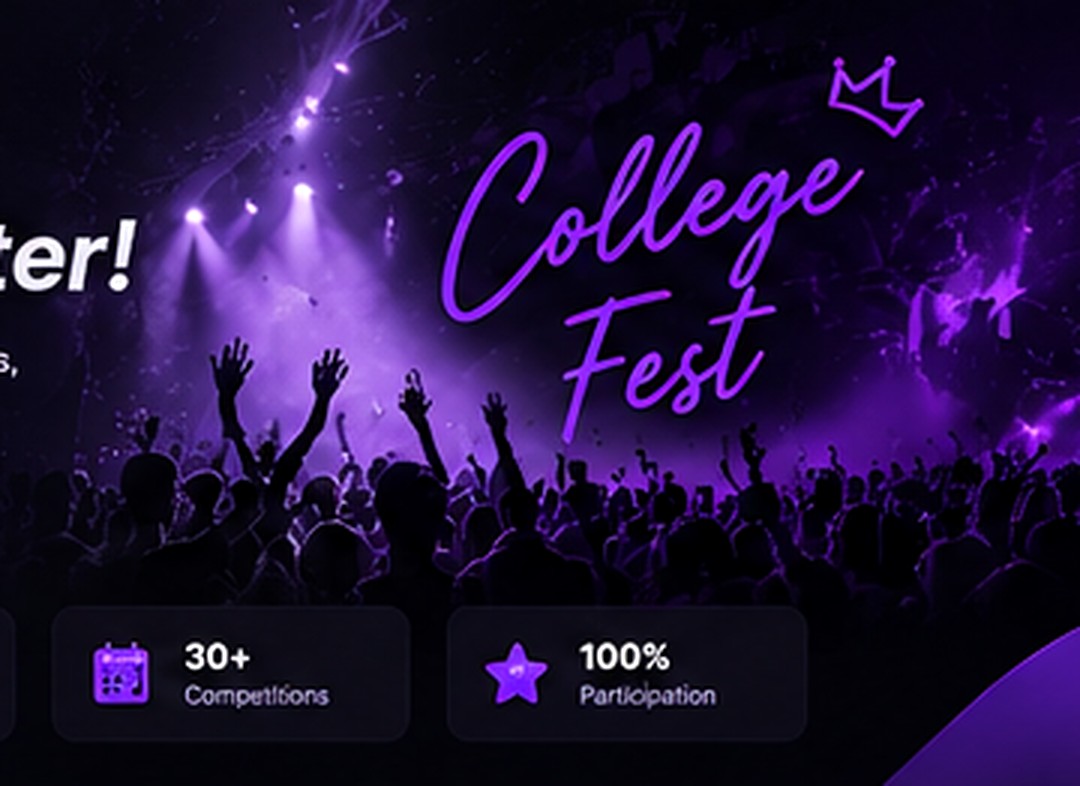 ter!
s,
College
Fest
30+
Competitions
100%
Participation